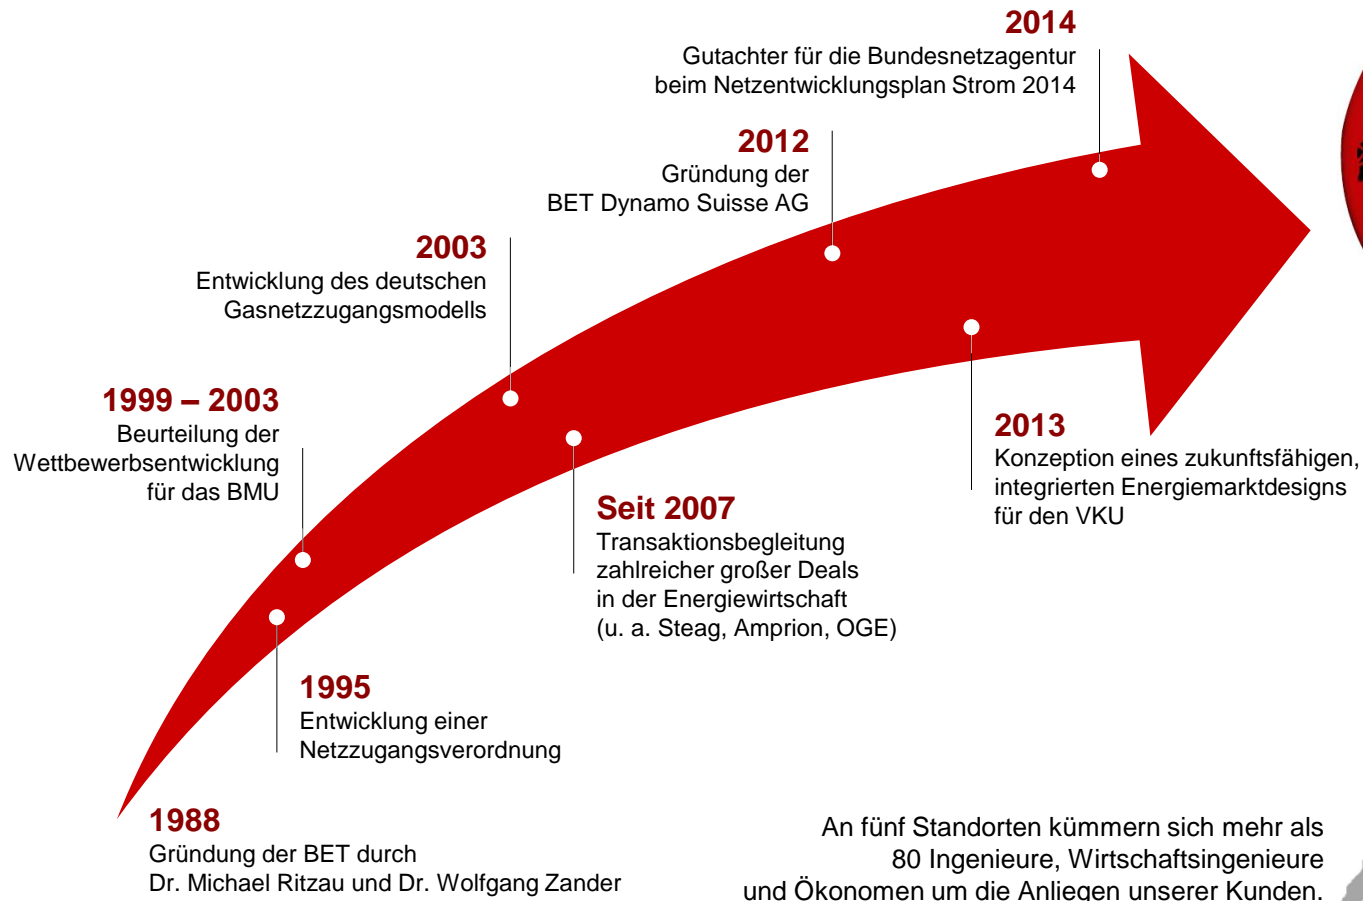 2014
Gutachter für die Bundesnetzagentur
beim Netzentwicklungsplan Strom 2014
2012
Gründung der
BET Dynamo Suisse AG
2003
Entwicklung des deutschen
Gasnetzzugangsmodells
1999 – 2003
Beurteilung der
Wettbewerbsentwicklung
für das BMU
2013
Konzeption eines zukunftsfähigen,
integrierten Energiemarktdesigns
für den VKU
Seit 2007
Transaktionsbegleitung
zahlreicher großer Deals
in der Energiewirtschaft
(u. a. Steag, Amprion, OGE)
1995
Entwicklung einer
Netzzugangsverordnung
1988
Gründung der BET durch
Dr. Michael Ritzau und Dr. Wolfgang Zander
An fünf Standorten kümmern sich mehr als
80 Ingenieure, Wirtschaftsingenieure
und Ökonomen um die Anliegen unserer Kunden.